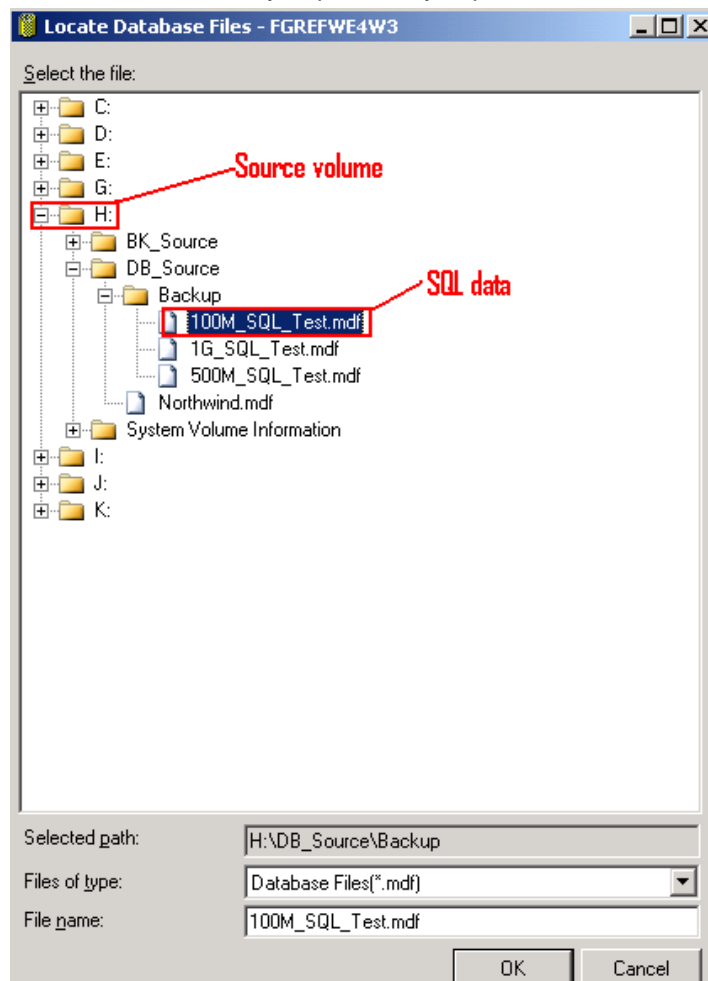 Locate Database Files - FGREFWE4W3
Select the file:
C:
D:
E:
Source volume
G:
H:
BK_Source
DB_Source
SQL data
Backup
100M_SQL_Test.mdf
1G_SQL_Test.mdf
500M_SQL_Test.mdf
Northwind.mdf
System Volume Information
I:
J:
K:
Selected path:
H:\DB_Source\Backup
Files of type:
Database Files(*.mdf)
File name:
100M_SQL_Test.mdf
OK
Cancel